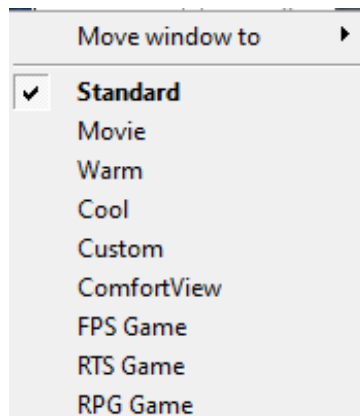 Move window to
Standard
Movie
Warm
Cool
Custom
ComfortView
FPS Game
RTS Game
RPG Game